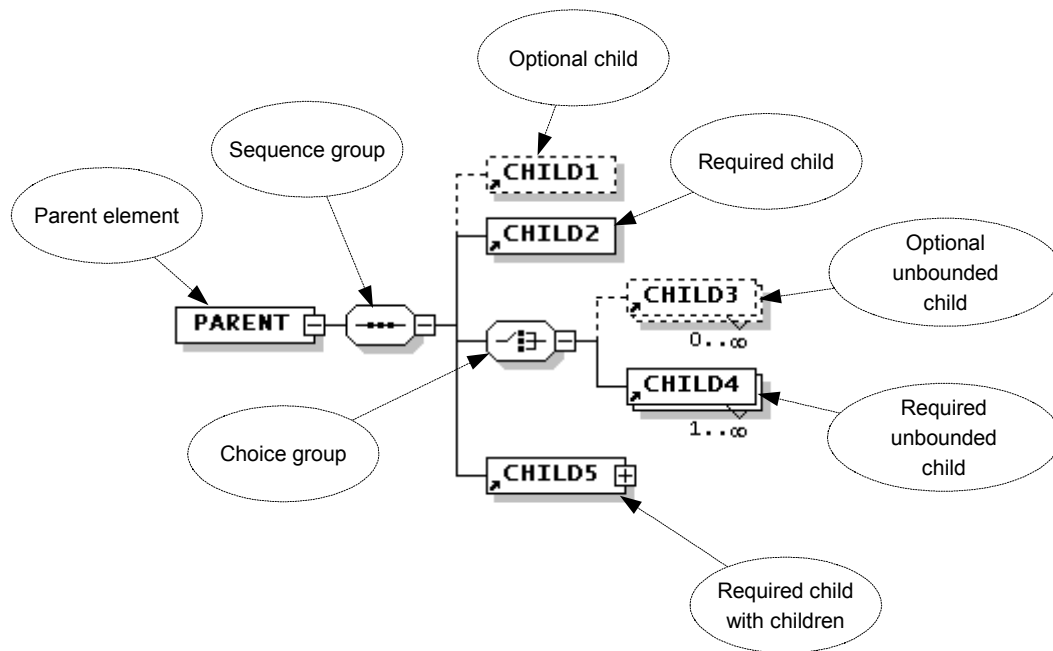 Optional child
Sequence group
CHILD1
Required child
Parent element
CHILD2
Optional
unbounded
child
CHILD3
PARENT
0..∞
CHILD4
Required
unbounded
child
1..∞
Choice group
CHILD5
Required child
with children